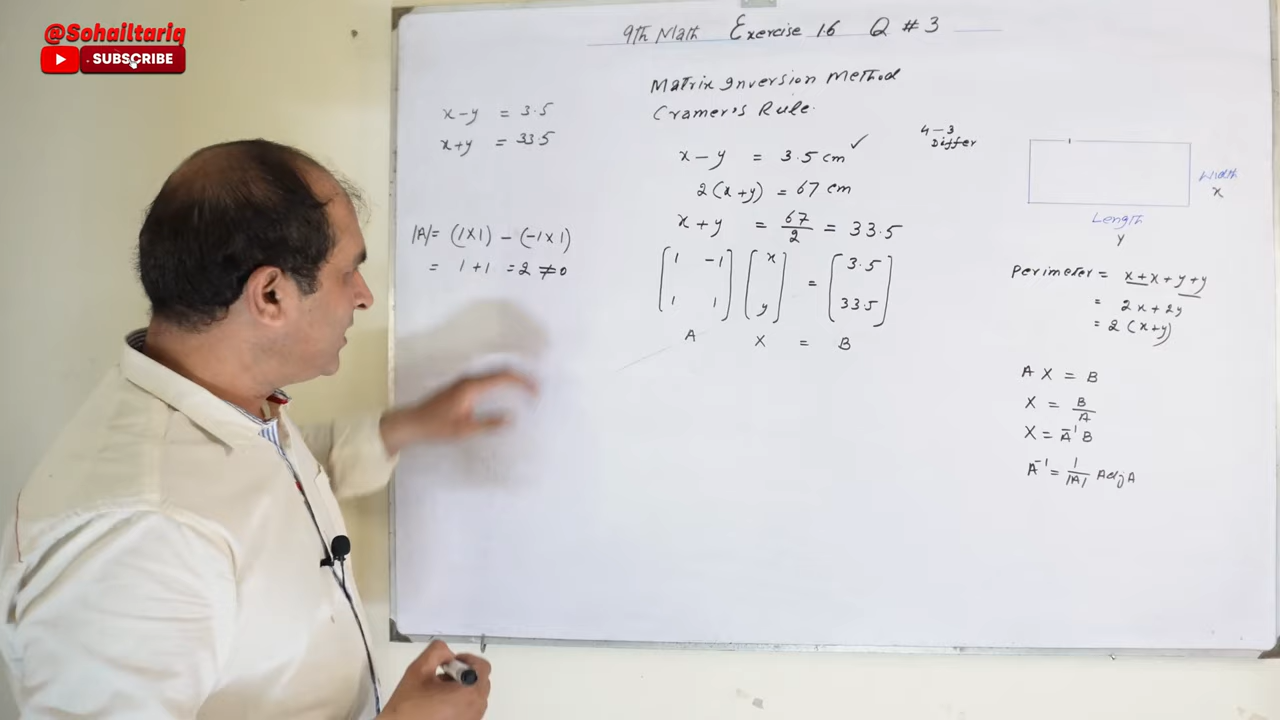 @Sohailtariq
SUBSCRIBE
9th Math Exercise 1.6 Q # 3
Matrix Inversion Method
Cramer's Rule.
x - y = 3.5
x + y = 33.5
|A| = (1×1) - (-1×1)
= 1 + 1 = 2 ≠ 0
x - y = 3.5 cm ✓
2(x+y) = 67 cm
x + y = 67/2 = 33.5
[1 -1] [x] = [3.5]
[1 1] [y] [33.5]
A X = B
4 - 3
Differ
Width
x
Length
y
Perimeter = x + x + y + y
= 2x + 2y
= 2 (x+y)
A X = B
X = B/A
X = A⁻¹ B
A⁻¹ = 1/|A| Adj A